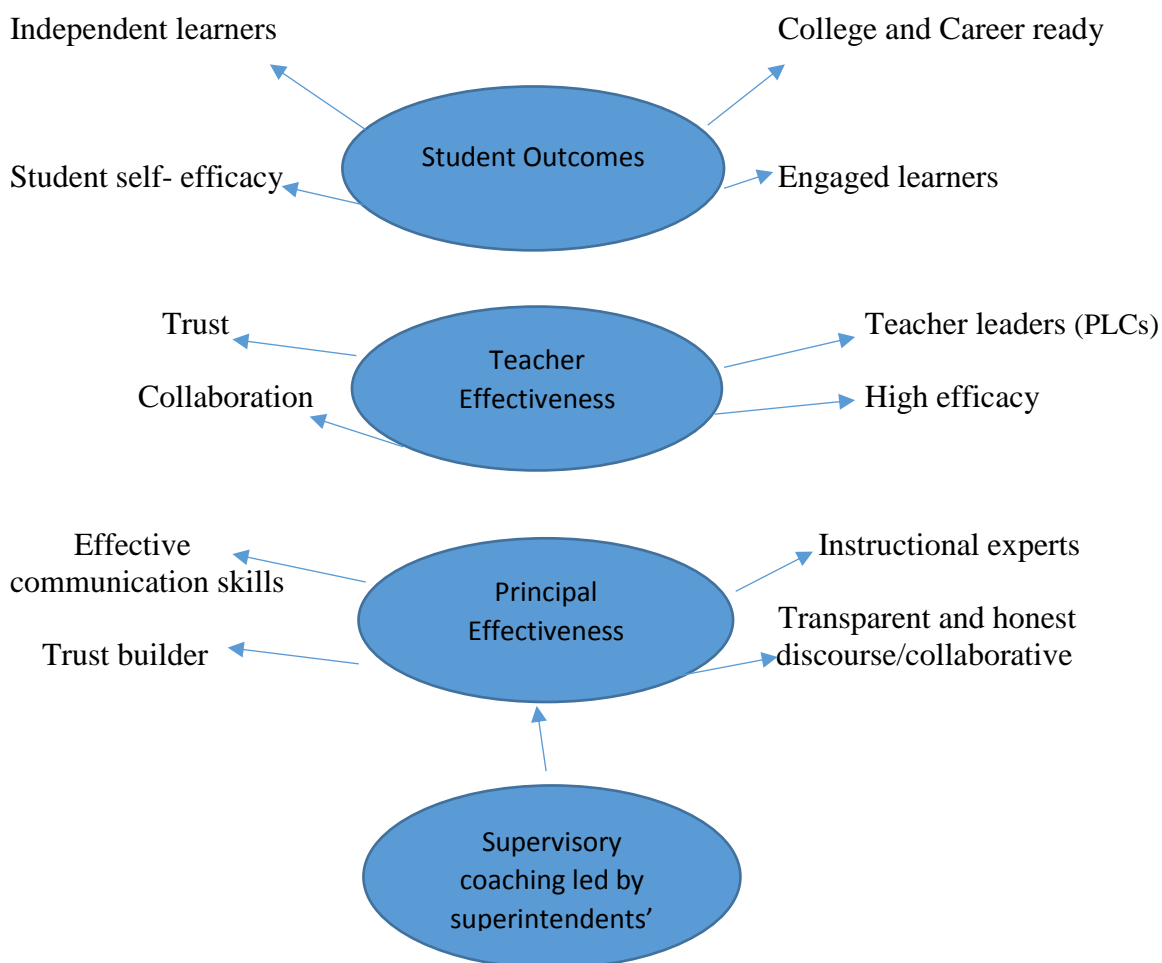 Independent learners
College and Career ready
Student Outcomes
Student self- efficacy
Engaged learners
Trust
Teacher leaders (PLCs)
Teacher
Effectiveness
Collaboration
High efficacy
Effective
communication skills
Instructional experts
Principal
Effectiveness
Trust builder
Transparent and honest
discourse/collaborative
Supervisory
coaching led by
superintendents’